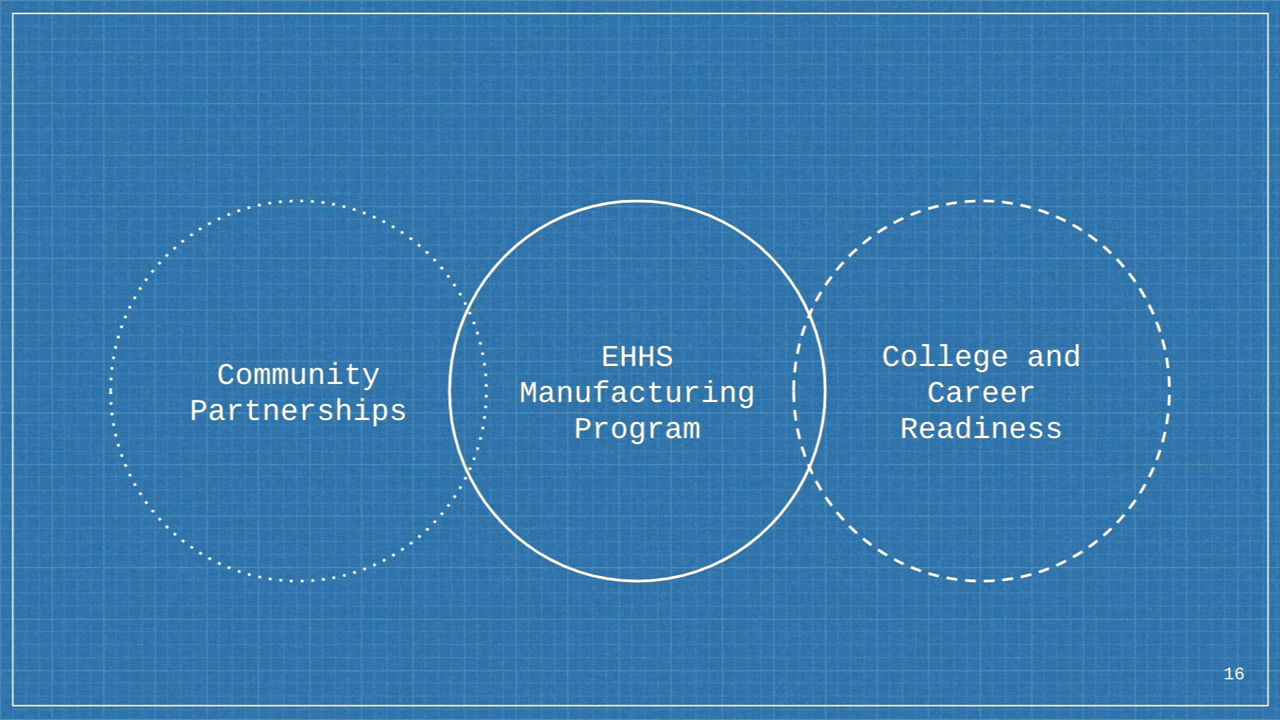 Community
Partnerships
EHHS
Manufacturing
Program
College and
Career
Readiness
16